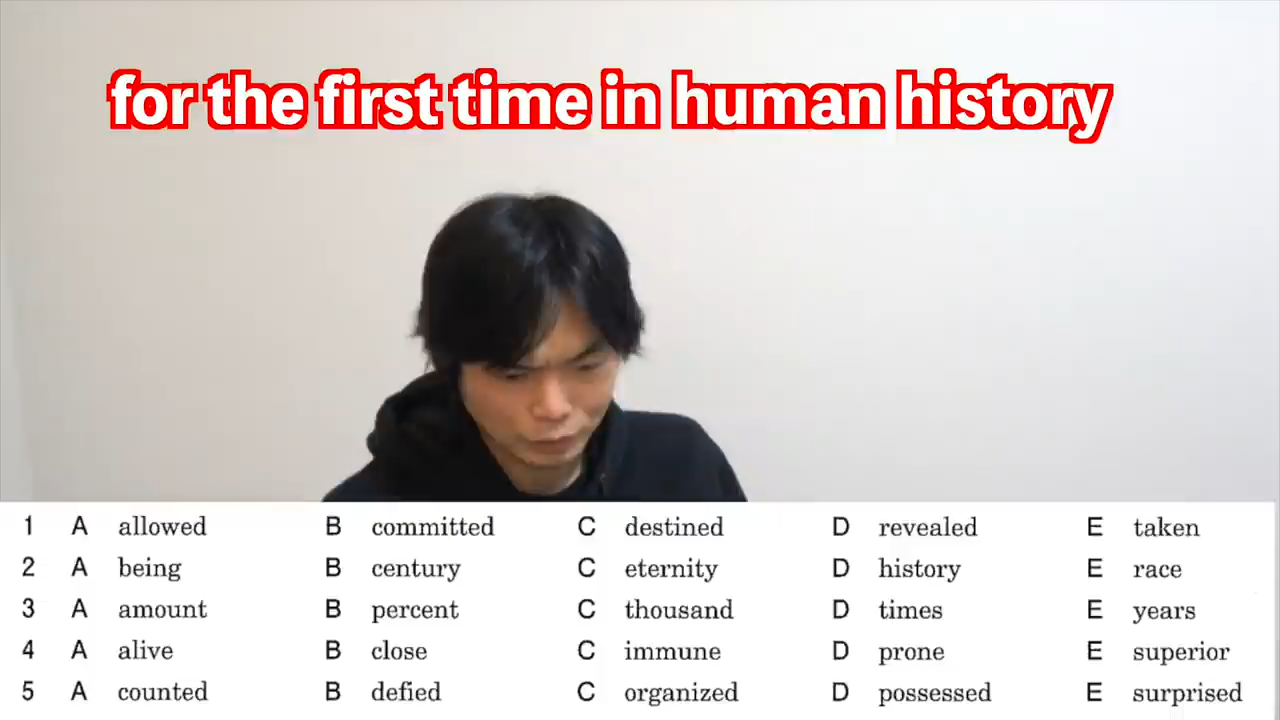 for the first time in human history
1 A allowed B committed C destined D revealed E taken
2 A being B century C eternity D history E race
3 A amount B percent C thousand D times E years
4 A alive B close C immune D prone E superior
5 A counted B defied C organized D possessed E surprised